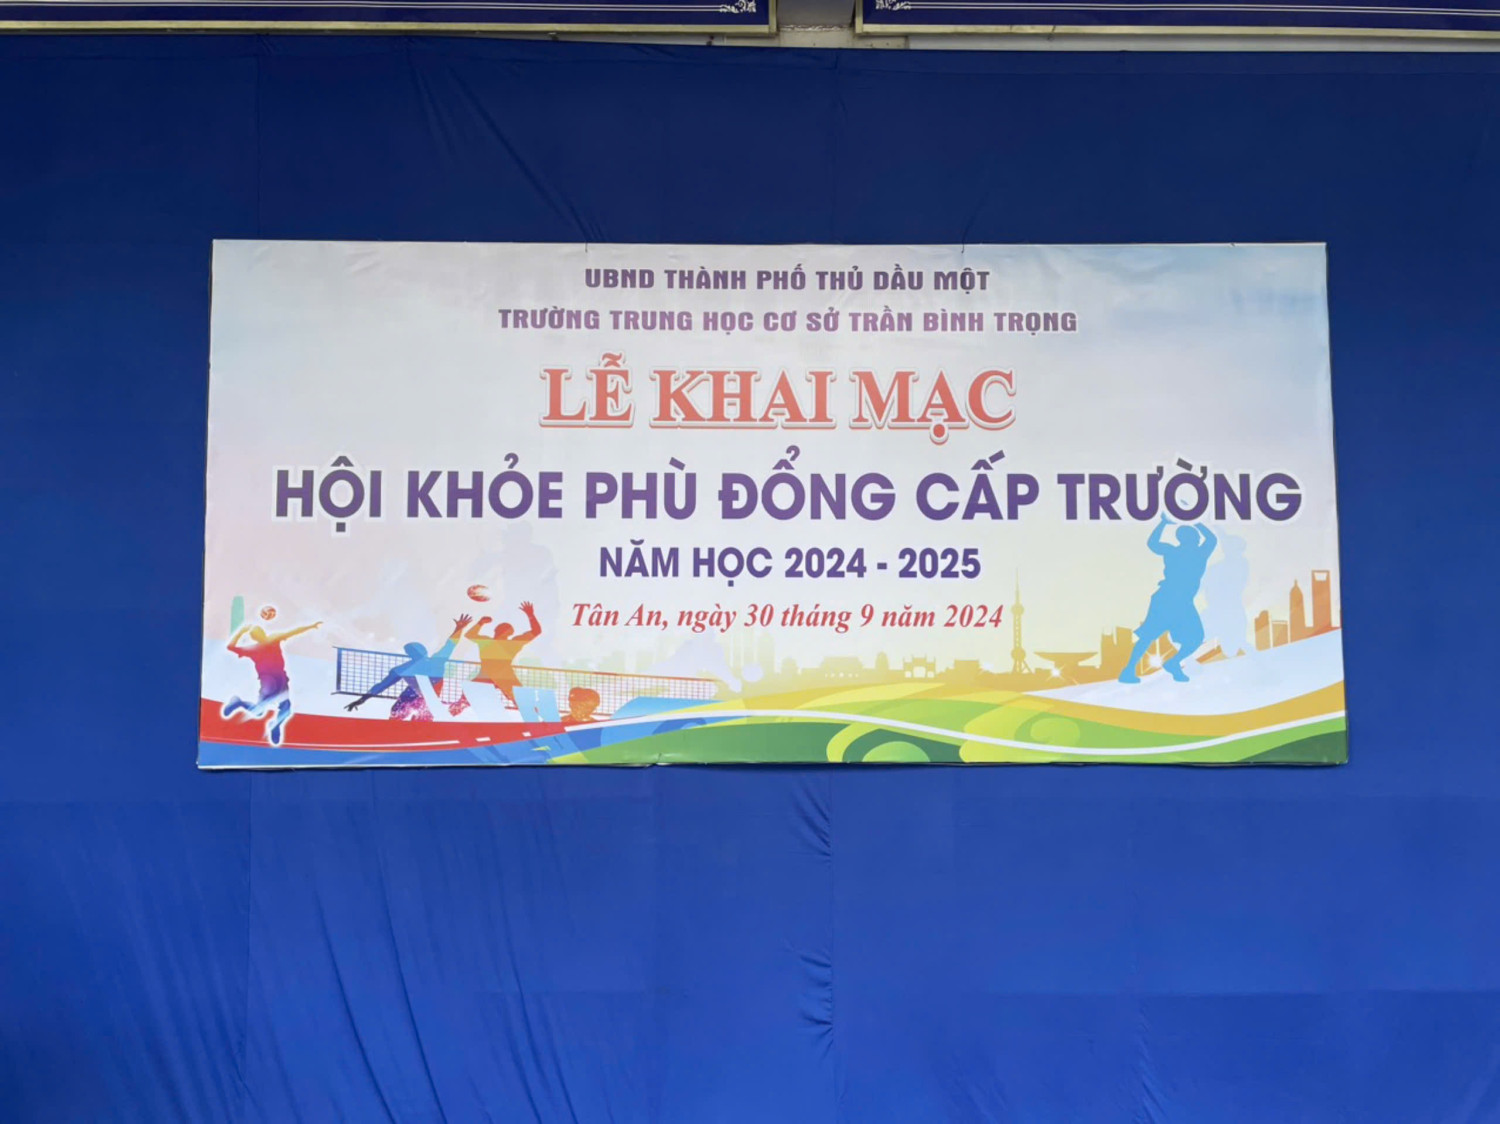 UBND THÀNH PHỐ THỦ DẦU MỘT
TRƯỜNG TRUNG HỌC CƠ SỞ TRẦN BÌNH TRỌNG
LỄ KHAI MẠC
HỘI KHỎE PHÙ ĐỔNG CẤP TRƯỜNG
NĂM HỌC 2024 - 2025
Tân An, ngày 30 tháng 9 năm 2024